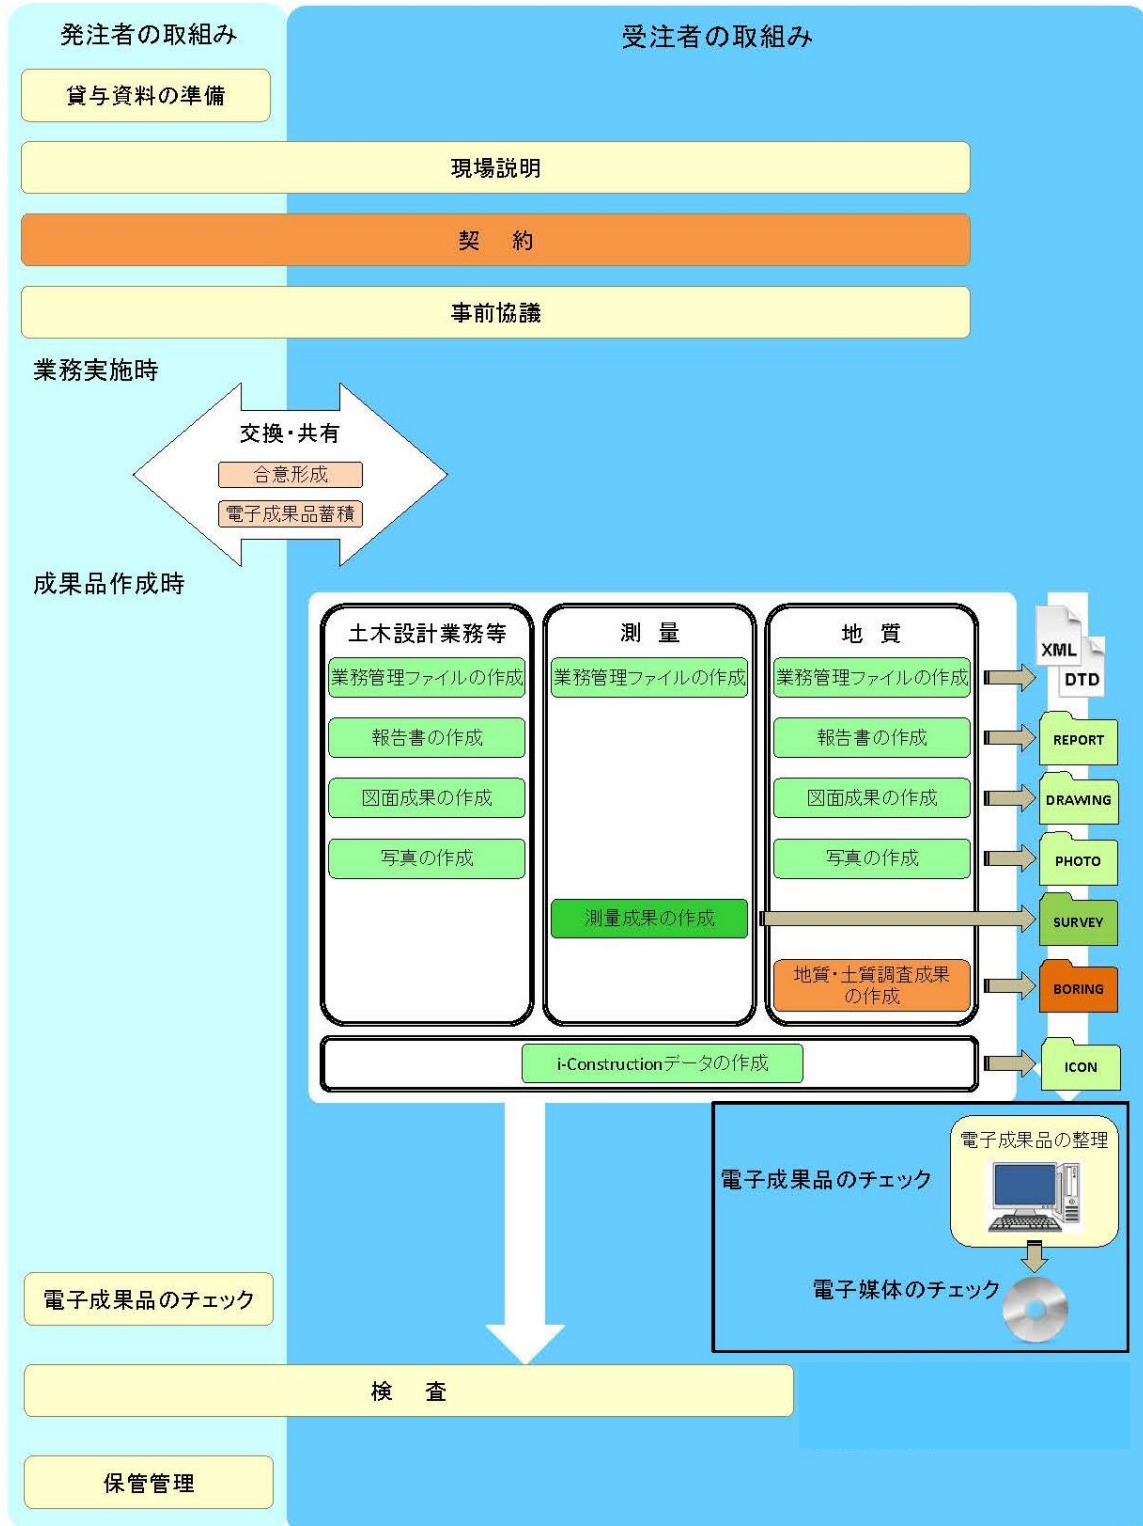 発注者の取組み
受注者の取組み
貸与資料の準備
現場説明
契 約
事前協議
業務実施時
交換・共有
合意形成
電子成果品蓄積
成果品作成時
土木設計業務等
業務管理ファイルの作成
報告書の作成
図面成果の作成
写真の作成
測 量
業務管理ファイルの作成
測量成果の作成
地 質
業務管理ファイルの作成
報告書の作成
図面成果の作成
写真の作成
地質・土質調査成果
の作成
i-Constructionデータの作成
XML
DTD
REPORT
DRAWING
PHOTO
SURVEY
BORING
ICON
電子成果品の整理
電子成果品のチェック
電子媒体のチェック
電子成果品のチェック
検 査
保管管理